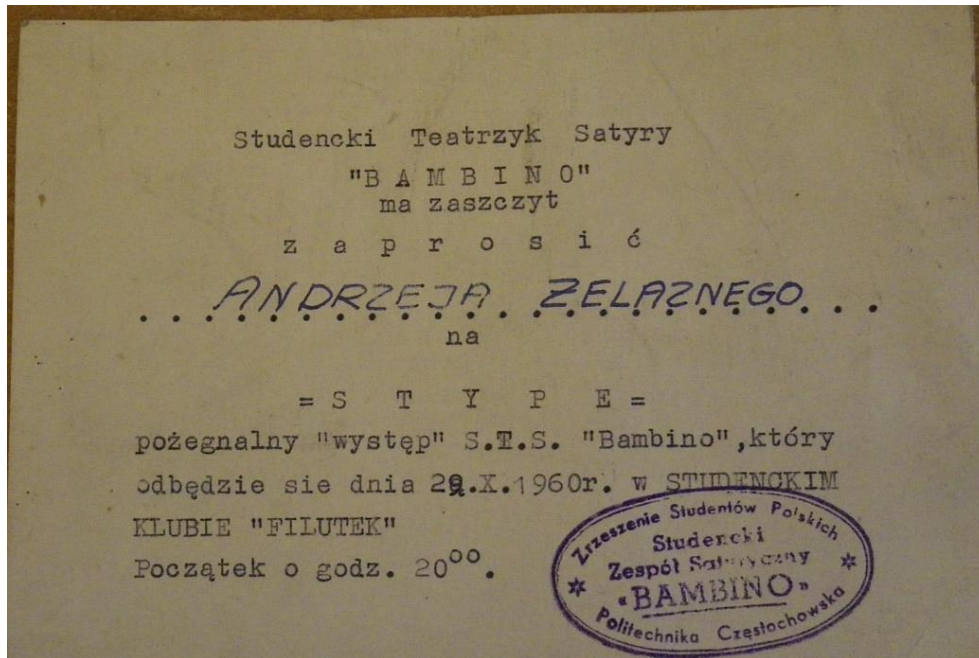 Studencki Teatrzyk Satyry
"B A M B I N O"
ma zaszczyt
z a p r o s i ć
ANDRZEJA ZELAZNEGO
na
= S T Y P E =
pożegnalny "występ" S.T.S. "Bambino",który
odbędzie sie dnia 29.X.1960r. w STUDENCKIM
KLUBIE "FILUTEK"
Początek o godz. 20⁰⁰.
Zrzeszenie Studentów Polskich
Studencki
Zespół Satyryczny
«BAMBINO»
Politechnika Częstochowska